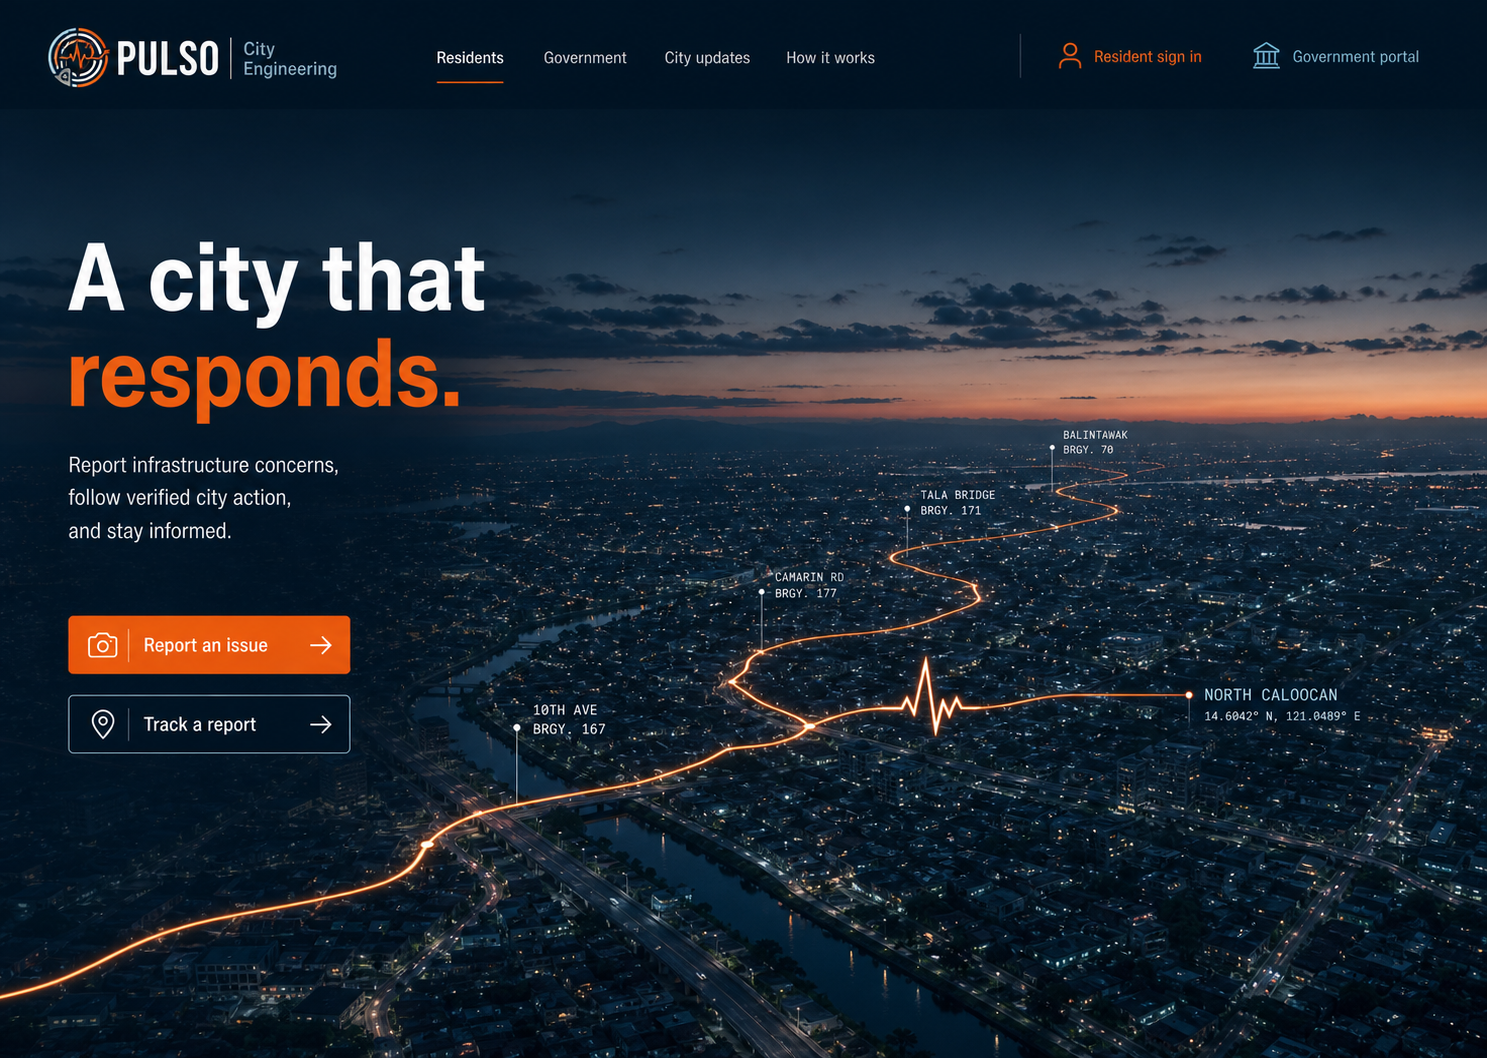 PULSO
City
Engineering
Residents
Government
City updates
How it works
Resident sign in
Government portal
A city that
responds.
Report infrastructure concerns,
follow verified city action,
and stay informed.
Report an issue
Track a report
BALINTAWAK
BRGY. 70
TALA BRIDGE
BRGY. 171
CAMARIN RD
BRGY. 177
10TH AVE
BRGY. 167
NORTH CALOOCAN
14.6042° N, 121.0489° E